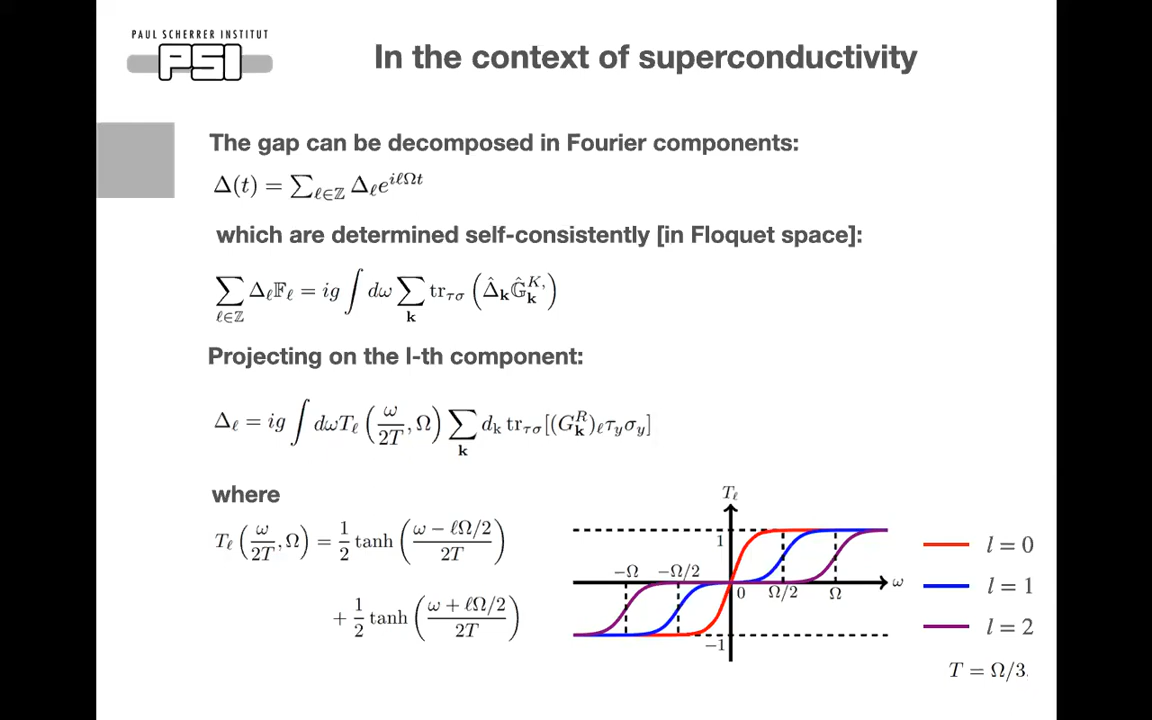 PAUL SCHERRER INSTITUT
PSI
In the context of superconductivity
The gap can be decomposed in Fourier components:
Δ(t) = ∑_{ℓ∈ℤ} Δ_ℓ e^{iℓΩt}
which are determined self-consistently [in Floquet space]:
∑_{ℓ∈ℤ} Δ_ℓ 𝔽_ℓ = ig ∫ dω ∑_𝐤 tr_{τσ} (Δ̂_𝐤 𝔾̂_𝐤^{K,})
Projecting on the l-th component:
Δ_ℓ = ig ∫ dω T_ℓ (ω/2T, Ω) ∑_𝐤 d_k tr_{τσ}[(G_𝐤^R)_ℓ τ_y σ_y]
where
T_ℓ (ω/2T, Ω) = 1/2 tanh ((ω − ℓΩ/2)/2T)
+ 1/2 tanh ((ω + ℓΩ/2)/2T)
T_ℓ
1
−Ω −Ω/2
0 Ω/2 Ω ω
−1
l = 0
l = 1
l = 2
T = Ω/3.